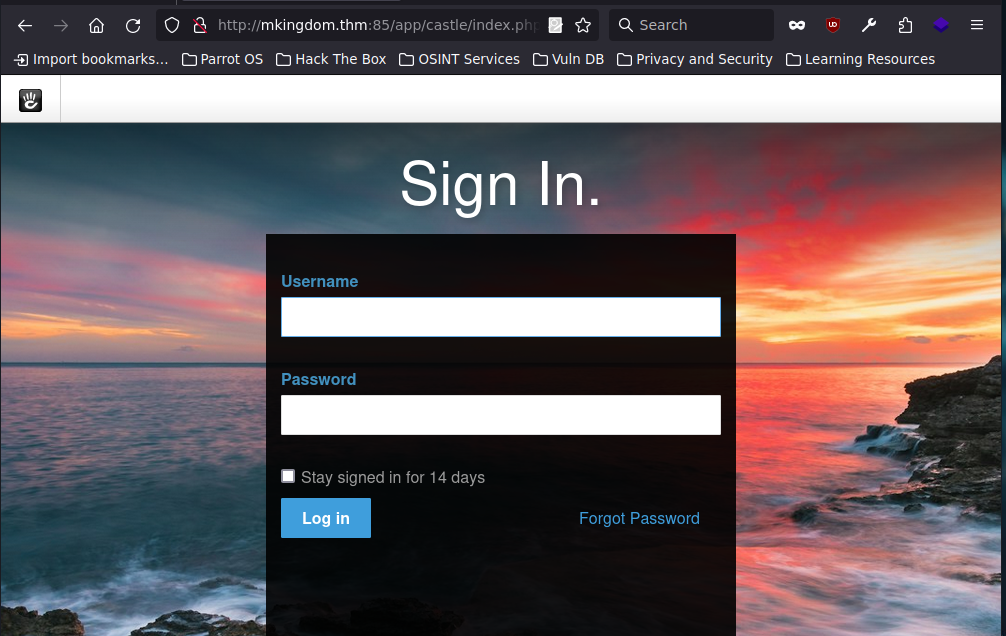 http://mkingdom.thm:85/app/castle/index.php
Search
Import bookmarks... Parrot OS Hack The Box OSINT Services Vuln DB Privacy and Security Learning Resources
Sign In.
Username
Password
Stay signed in for 14 days
Log in Forgot Password